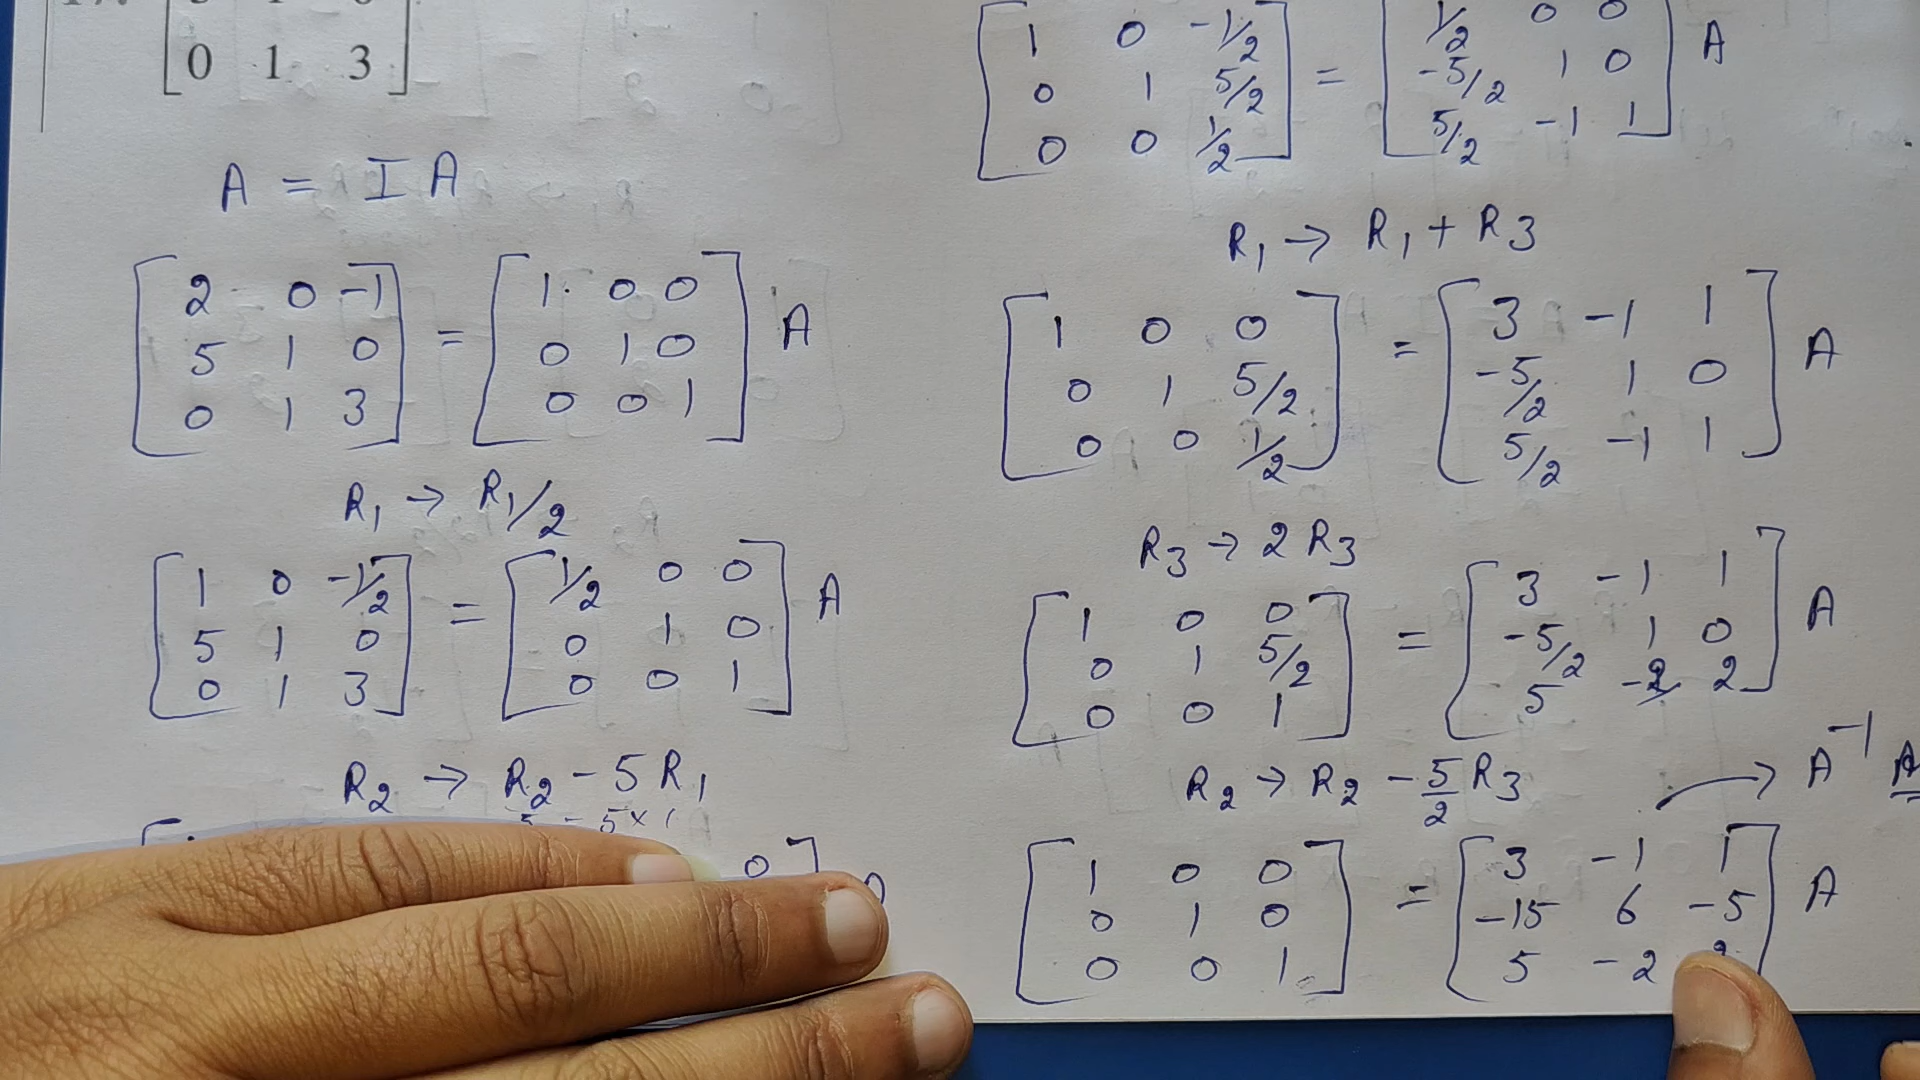 0 1 3
A = I A
2 0 -1 = 1 0 0 A
5 1 0 0 1 0
0 1 3 0 0 1
R₁ → R₁/2
1 0 -1/2 = 1/2 0 0 A
5 1 0 0 1 0
0 1 3 0 0 1
R₂ → R₂ - 5R₁
5 - 5×1
0
1 0 -1/2 = 1/2 0 0 A
0 1 5/2 -5/2 1 0
0 0 1/2 5/2 -1 1
R₁ → R₁ + R₃
1 0 0 = 3 -1 1 A
0 1 5/2 -5/2 1 0
0 0 1/2 5/2 -1 1
R₃ → 2R₃
1 0 0 = 3 -1 1 A
0 1 5/2 -5/2 1 0
0 0 1 5 -2 2
R₂ → R₂ - 5/2 R₃ → A⁻¹
1 0 0 = 3 -1 1 A
0 1 0 -15 6 -5
0 0 1 5 -2